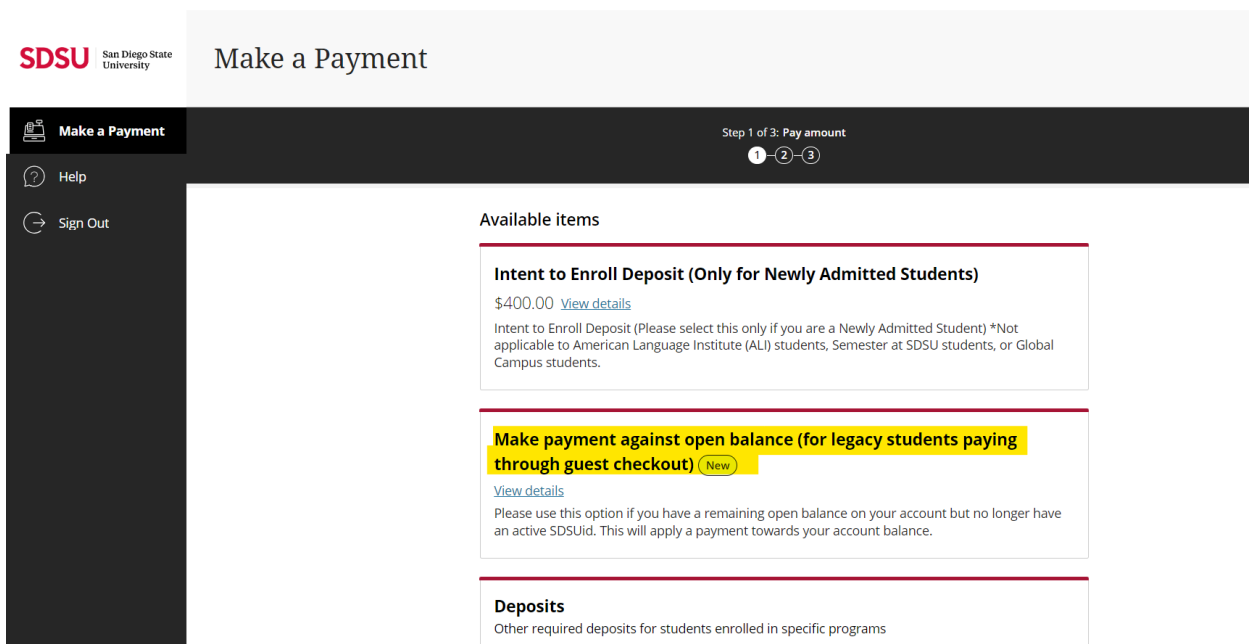 SDSU San Diego State
University
Make a Payment
Make a Payment
Help
Sign Out
Step 1 of 3: Pay amount
1 2 3
Available items
Intent to Enroll Deposit (Only for Newly Admitted Students)
$400.00 View details
Intent to Enroll Deposit (Please select this only if you are a Newly Admitted Student) *Not
applicable to American Language Institute (ALI) students, Semester at SDSU students, or Global
Campus students.
Make payment against open balance (for legacy students paying
through guest checkout) New
View details
Please use this option if you have a remaining open balance on your account but no longer have
an active SDSUid. This will apply a payment towards your account balance.
Deposits
Other required deposits for students enrolled in specific programs